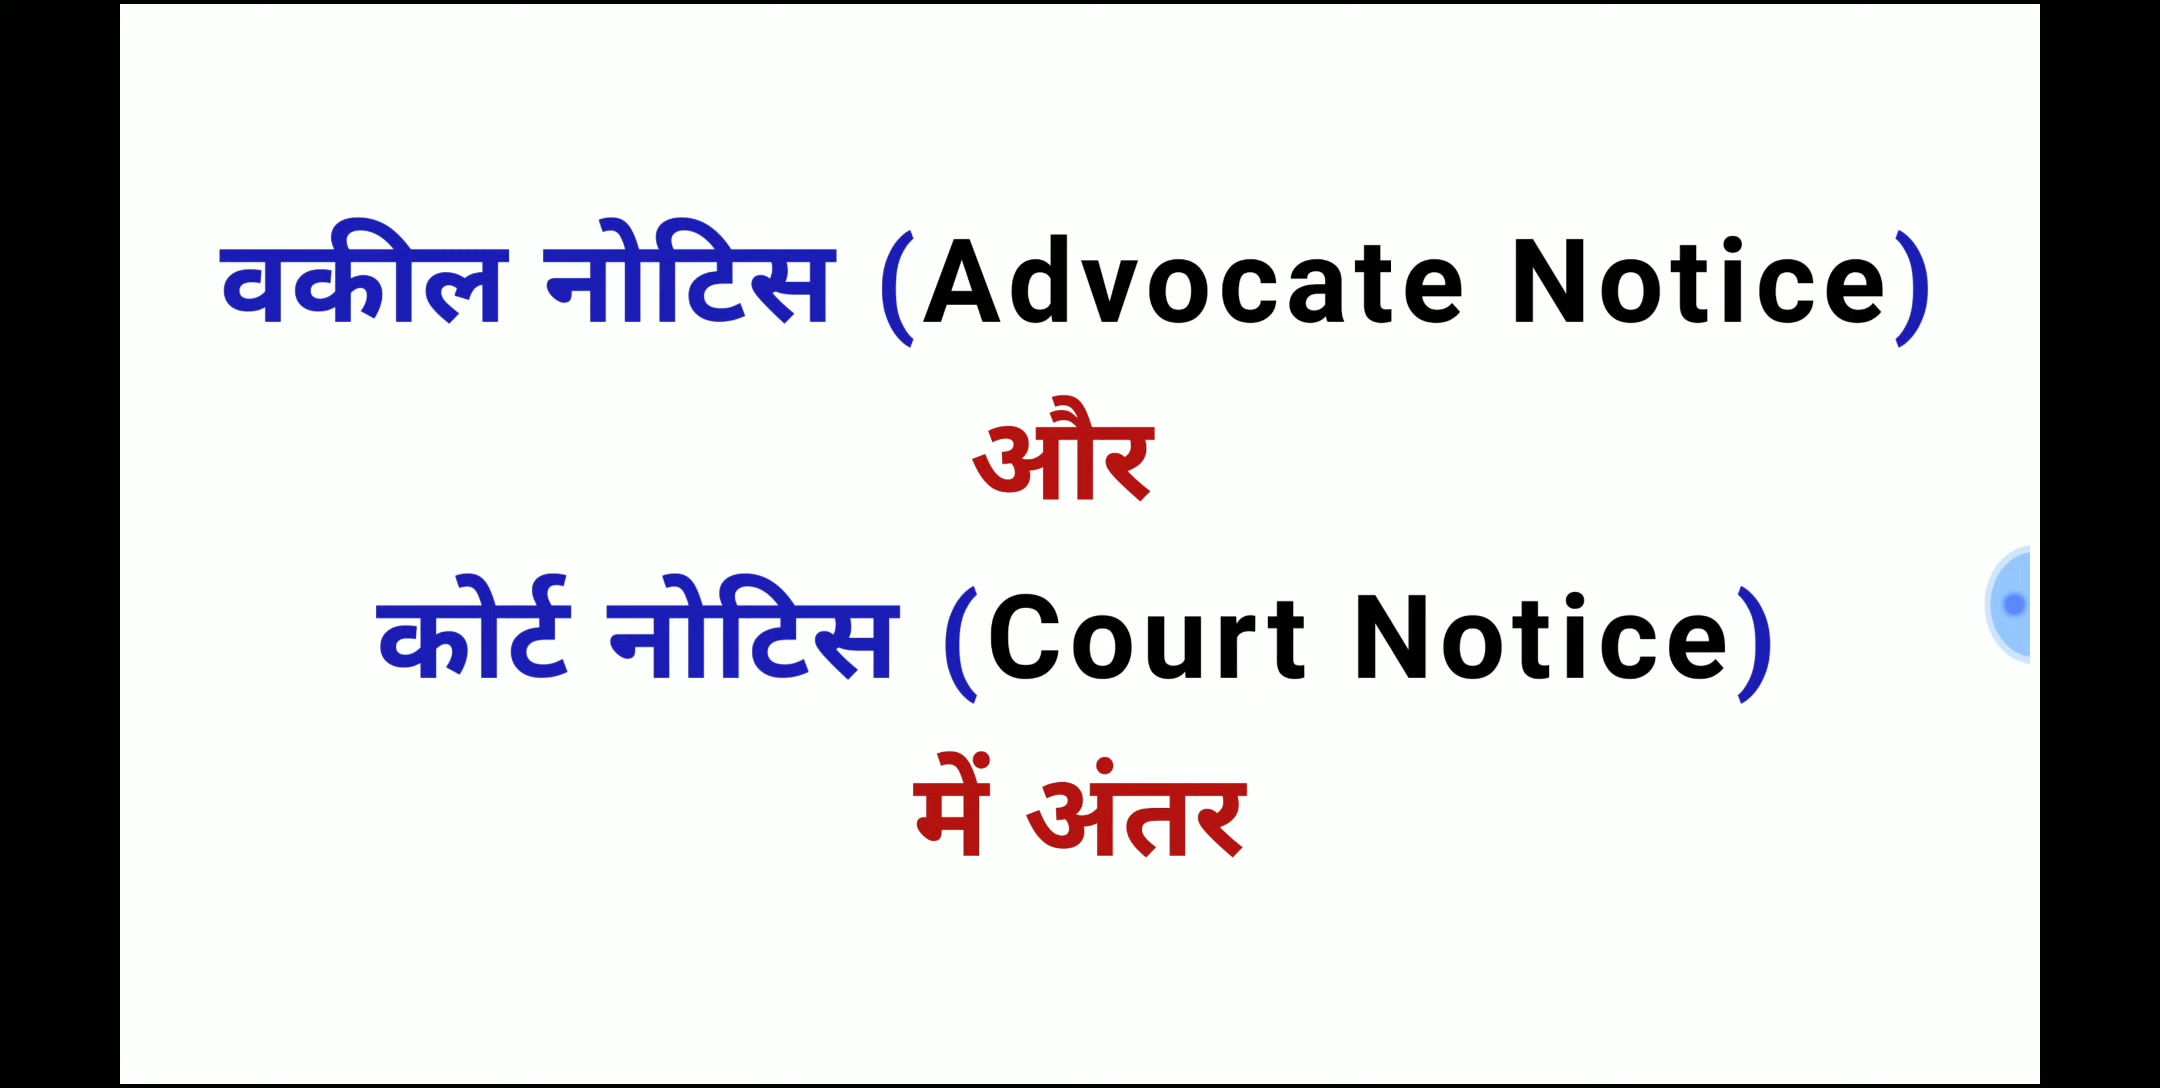 वकील नोटिस (Advocate Notice)
और
कोर्ट नोटिस (Court Notice)
में अंतर